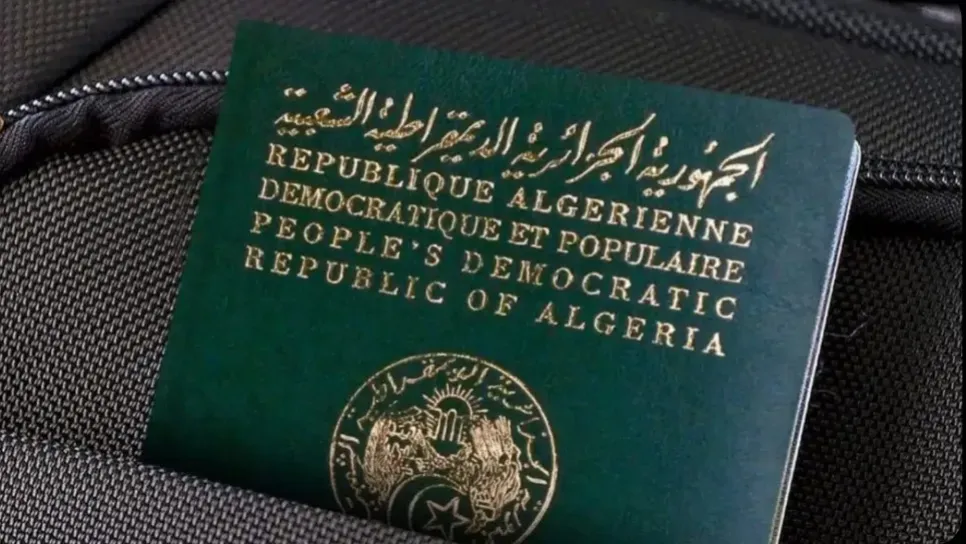 الجمهورية الجزائرية الديمقراطية الشعبية
REPUBLIQUE ALGERIENNE
DEMOCRATIQUE ET POPULAIRE
PEOPLE'S DEMOCRATIC
REPUBLIC OF ALGERIA